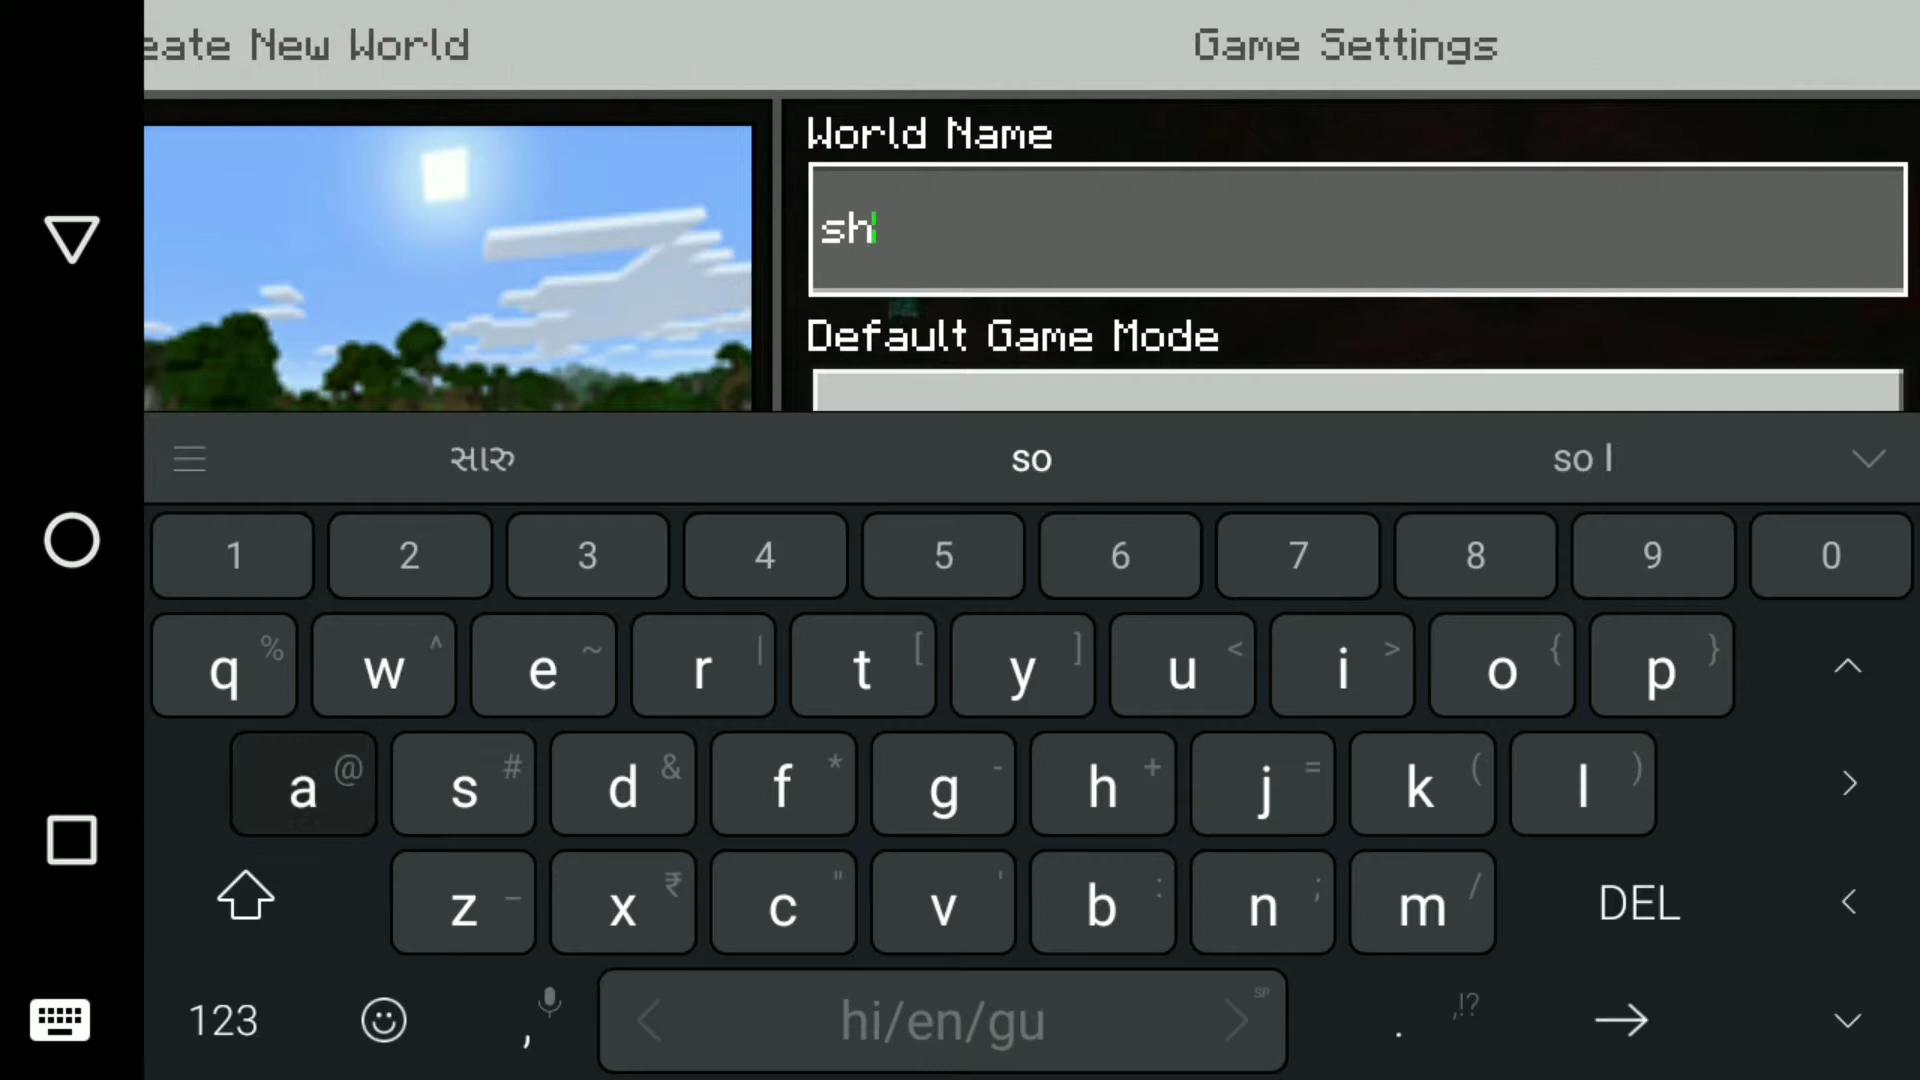 eate New World
Game Settings
World Name
sh
Default Game Mode
સારુ so so I
1 2 3 4 5 6 7 8 9 0
q % w ^ e ~ r | t [ y ] u < i > o { p }
a @ s # d & f * g - h + j = k ( l )
z _ x ₹ c " v ' b : n ; m / DEL
123 , hi/en/gu SP . ,!?